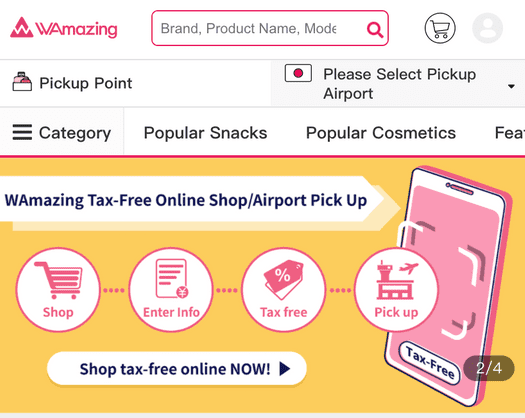 WAmazing
Brand, Product Name, Mode
Pickup Point
Please Select Pickup
Airport
Category
Popular Snacks
Popular Cosmetics
Fea
WAmazing Tax-Free Online Shop/Airport Pick Up
%
¥
Shop
Enter Info
Tax free
Pick up
Shop tax-free online NOW!
Tax-Free
2/4